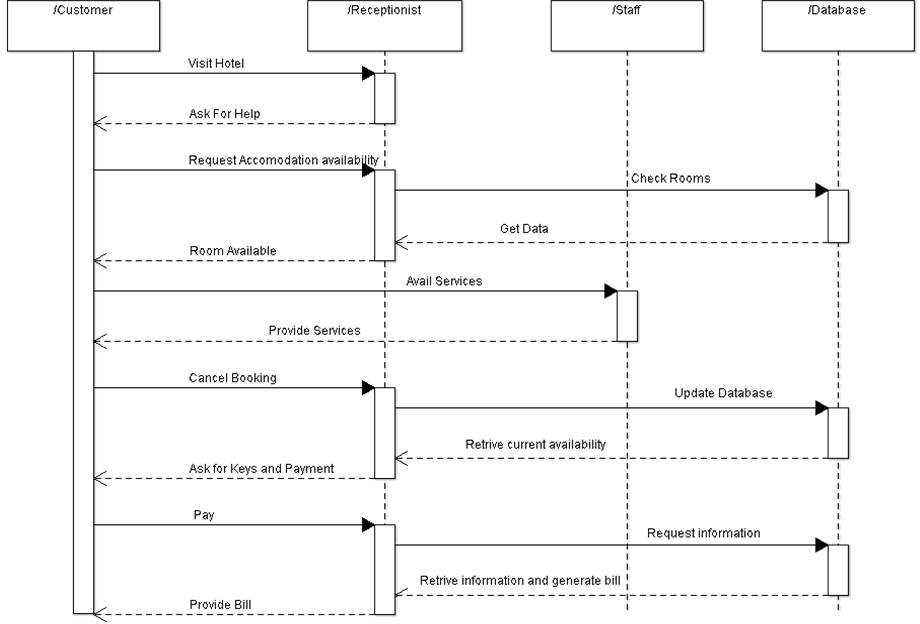 /Customer
/Receptionist
/Staff
/Database
Visit Hotel
Ask For Help
Request Accomodation availability
Check Rooms
Get Data
Room Available
Avail Services
Provide Services
Cancel Booking
Update Database
Retrive current availability
Ask for Keys and Payment
Pay
Request information
Retrive information and generate bill
Provide Bill